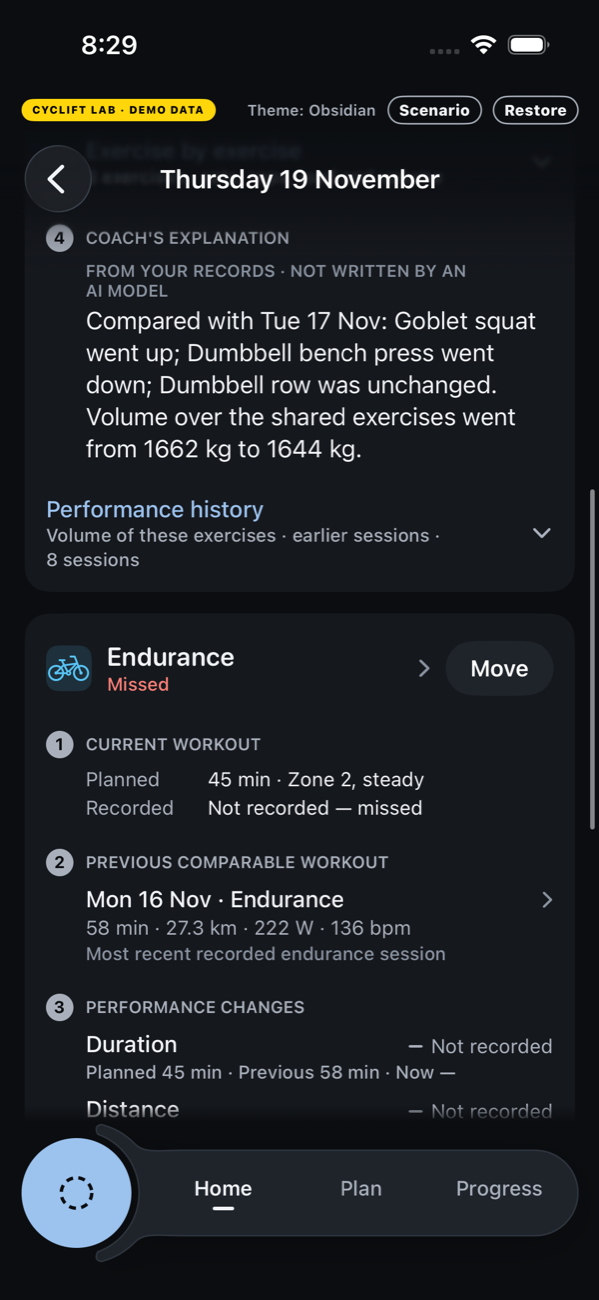 8:29
CYCLIFT LAB · DEMO DATA
Theme: Obsidian
Scenario
Restore
Exercise by exercise
Thursday 19 November
4 COACH'S EXPLANATION
FROM YOUR RECORDS · NOT WRITTEN BY AN
AI MODEL
Compared with Tue 17 Nov: Goblet squat
went up; Dumbbell bench press went
down; Dumbbell row was unchanged.
Volume over the shared exercises went
from 1662 kg to 1644 kg.
Performance history
Volume of these exercises · earlier sessions ·
8 sessions
Endurance
Missed
Move
1 CURRENT WORKOUT
Planned 45 min · Zone 2, steady
Recorded Not recorded — missed
2 PREVIOUS COMPARABLE WORKOUT
Mon 16 Nov · Endurance
58 min · 27.3 km · 222 W · 136 bpm
Most recent recorded endurance session
3 PERFORMANCE CHANGES
Duration – Not recorded
Planned 45 min · Previous 58 min · Now —
Distance – Not recorded
Home
Plan
Progress